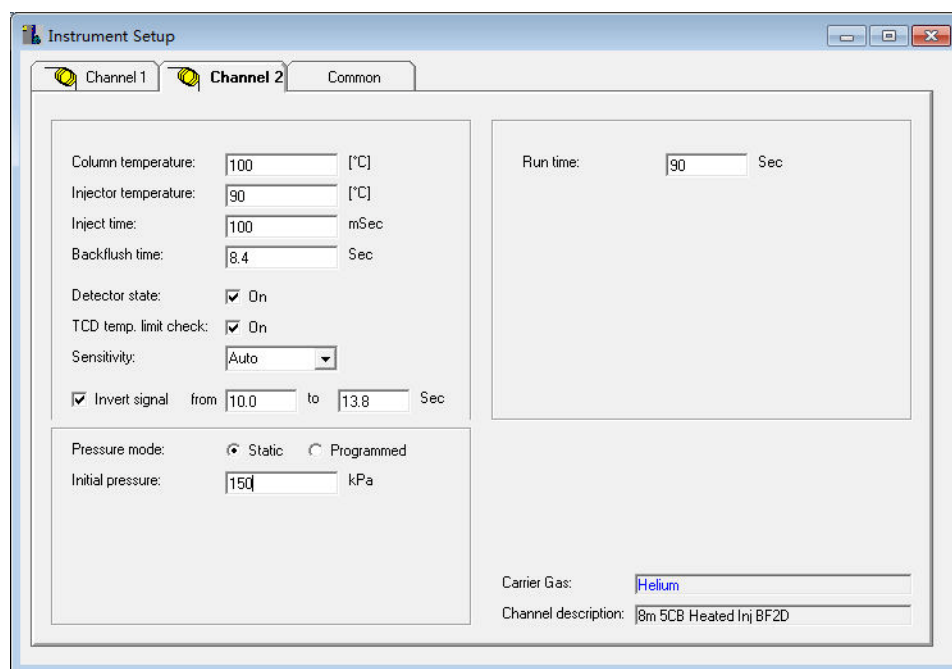 Instrument Setup
Channel 1 Channel 2 Common
Column temperature: 100 [°C]
Injector temperature: 90 [°C]
Inject time: 100 mSec
Backflush time: 8.4 Sec
Detector state: On
TCD temp. limit check: On
Sensitivity: Auto
Invert signal from 10.0 to 13.8 Sec
Pressure mode: Static Programmed
Initial pressure: 150 kPa
Run time: 90 Sec
Carrier Gas: Helium
Channel description: 8m 5CB Heated Inj BF2D